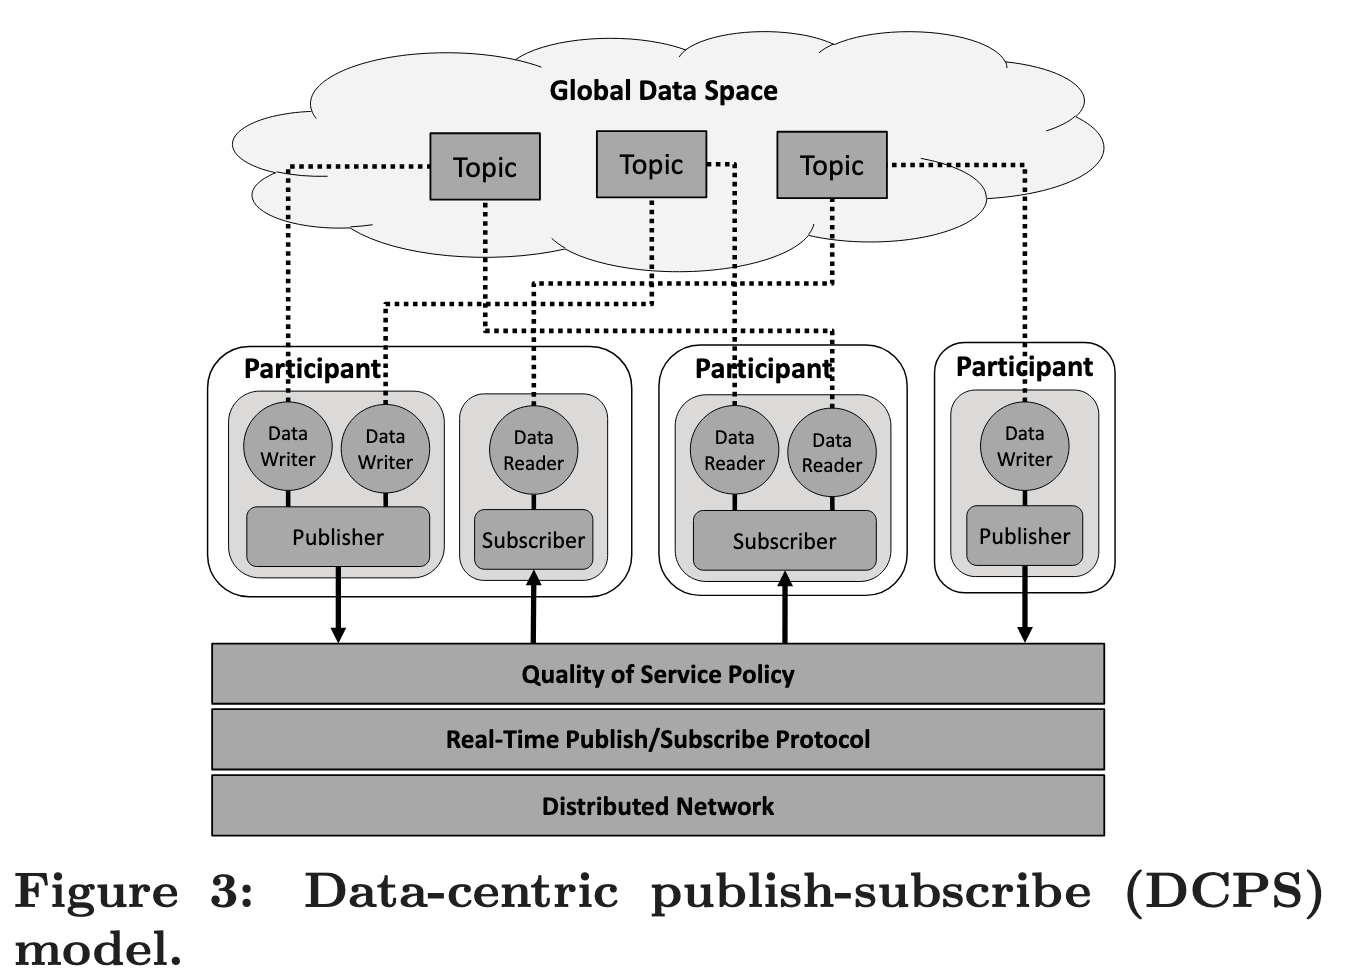 Global Data Space
Topic
Topic
Topic
Participant
Participant
Participant
Data
Writer
Data
Writer
Data
Reader
Data
Reader
Data
Reader
Data
Writer
Publisher
Subscriber
Subscriber
Publisher
Quality of Service Policy
Real-Time Publish/Subscribe Protocol
Distributed Network
Figure 3: Data-centric publish-subscribe (DCPS)
model.